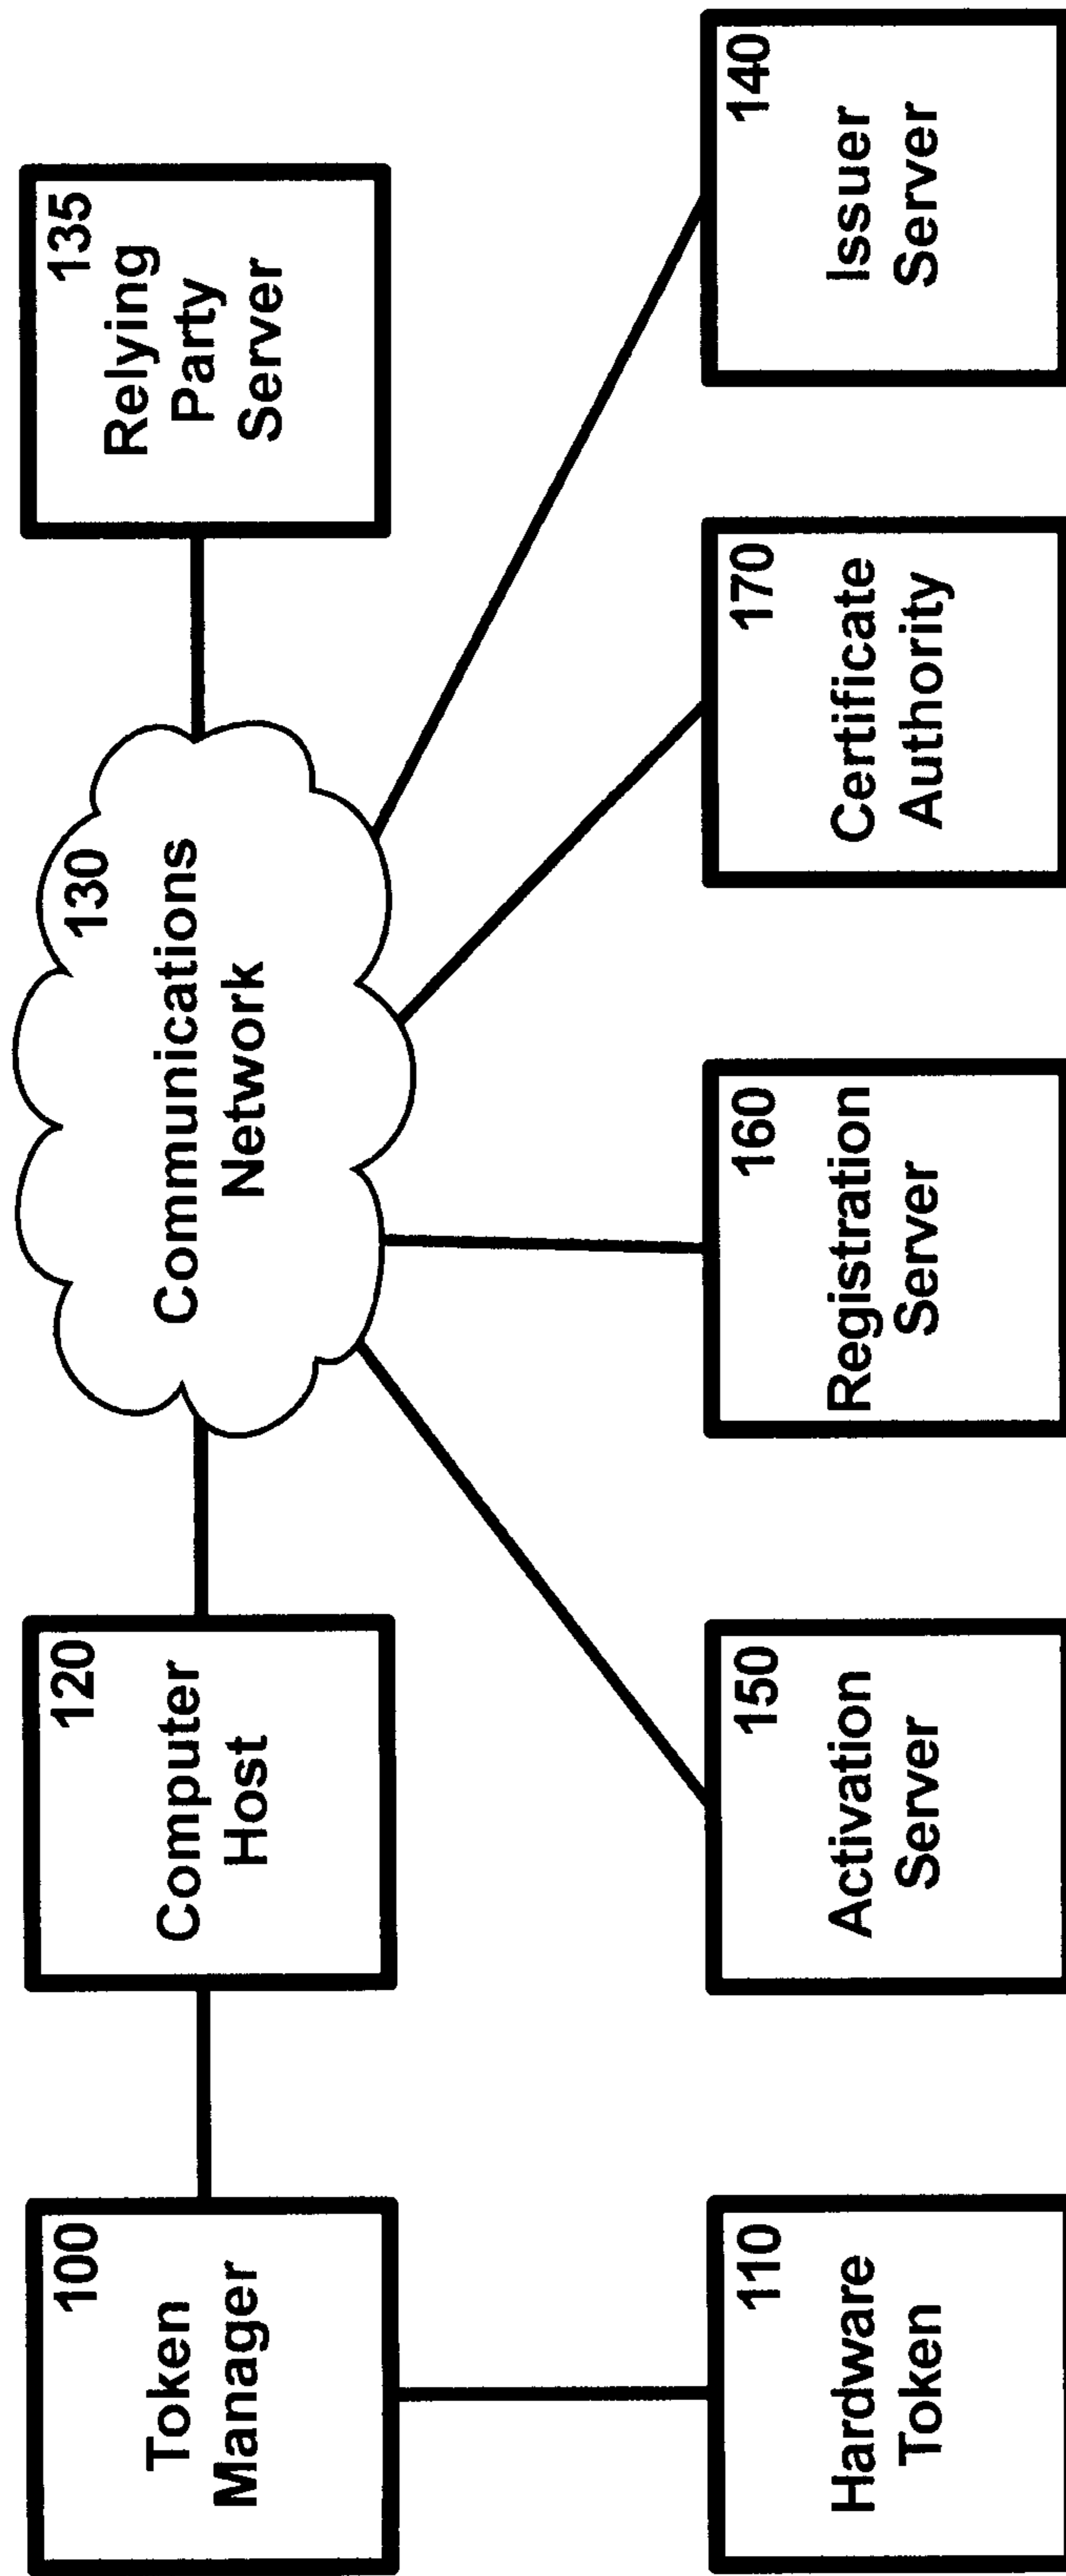 100
Token
Manager
120
Computer
Host
130
Communications
Network
135
Relying
Party
Server
110
Hardware
Token
150
Activation
Server
160
Registration
Server
170
Certificate
Authority
140
Issuer
Server